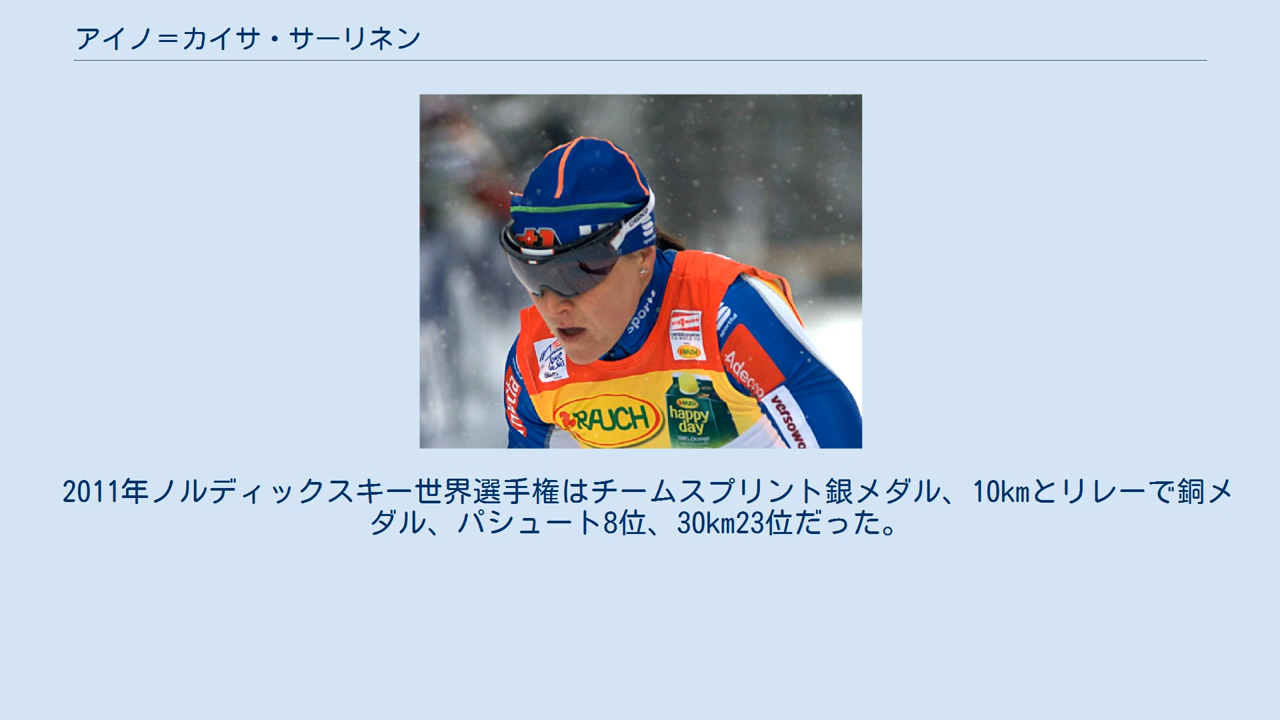 アイノ＝カイサ・サーリネン
sports
Adecco
RAUCH
happy
day
100% Orange
versowo
2011年ノルディックスキー世界選手権はチームスプリント銀メダル、10kmとリレーで銅メ
ダル、パシュート8位、30km23位だった。